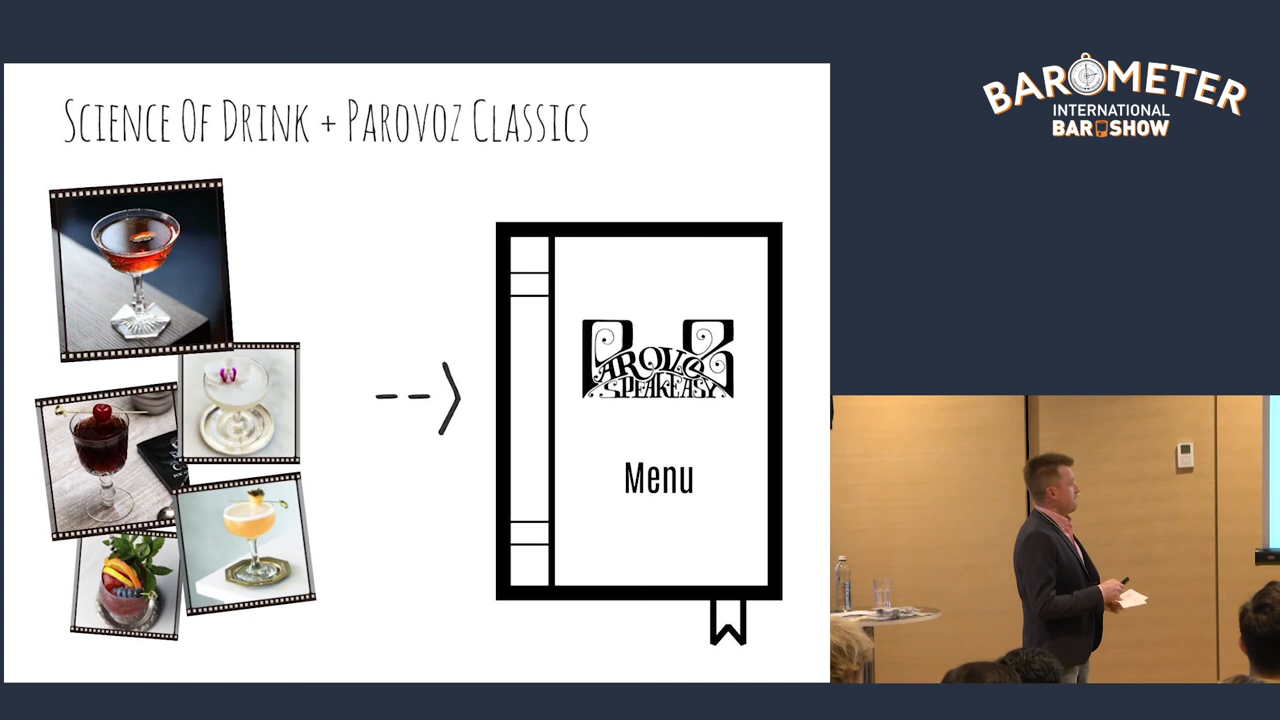 Science Of Drink + Parovoz Classics
BAROMETER
INTERNATIONAL
BAR SHOW
PAROVOZ
SPEAKEASY
Menu